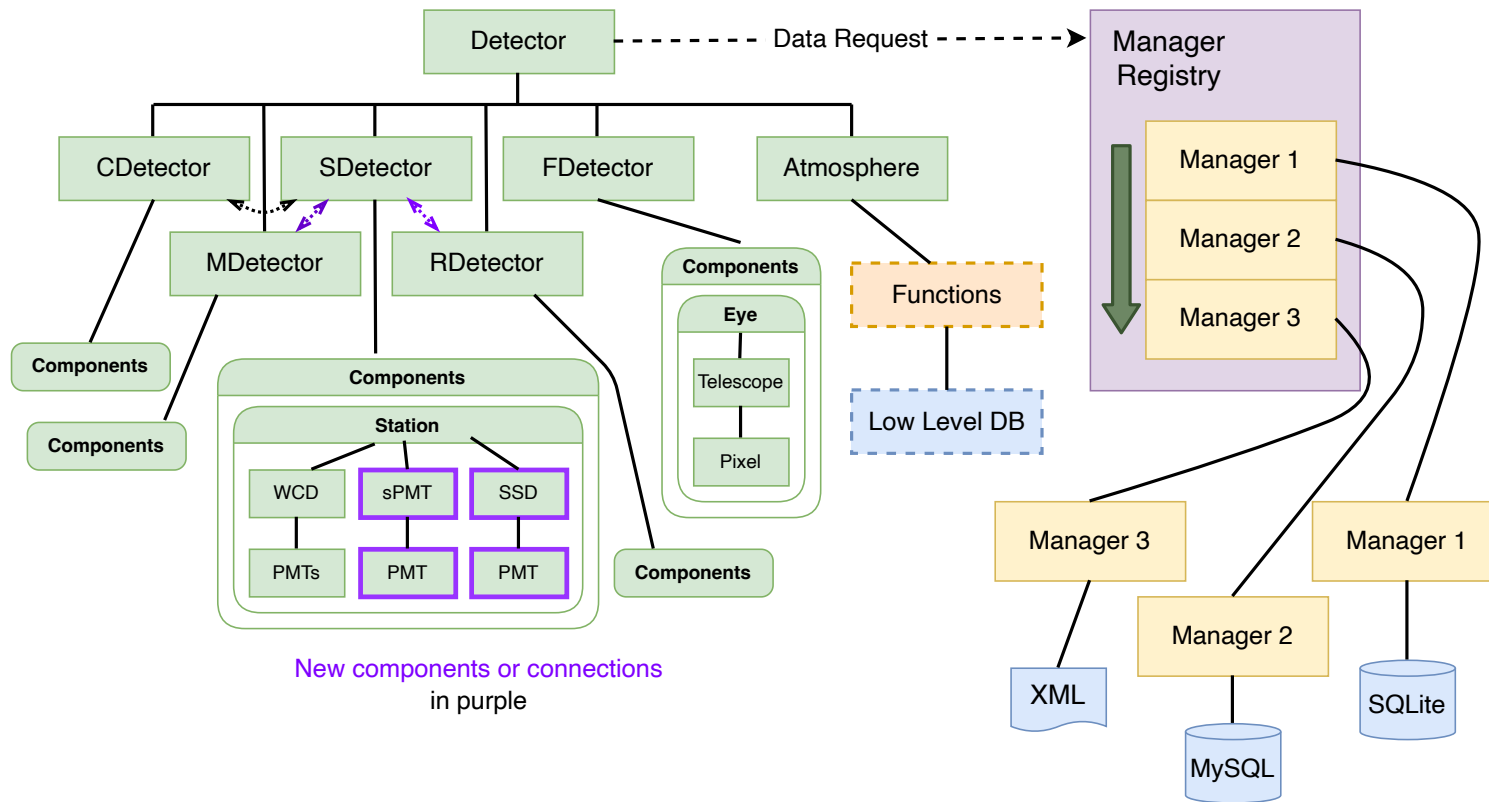 Detector
Data Request
Manager
Registry
CDetector
SDetector
FDetector
Atmosphere
Manager 1
Manager 2
Manager 3
MDetector
RDetector
Components
Eye
Telescope
Pixel
Functions
Low Level DB
Components
Components
Components
Station
WCD
sPMT
SSD
PMTs
PMT
PMT
Components
New components or connections
in purple
Manager 3
Manager 1
Manager 2
XML
SQLite
MySQL